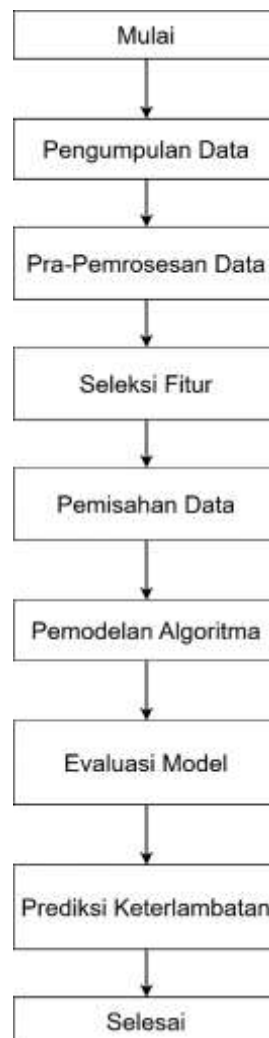 Mulai
Pengumpulan Data
Pra-Pemrosesan Data
Seleksi Fitur
Pemisahan Data
Pemodelan Algoritma
Evaluasi Model
Prediksi Keterlambatan
Selesai